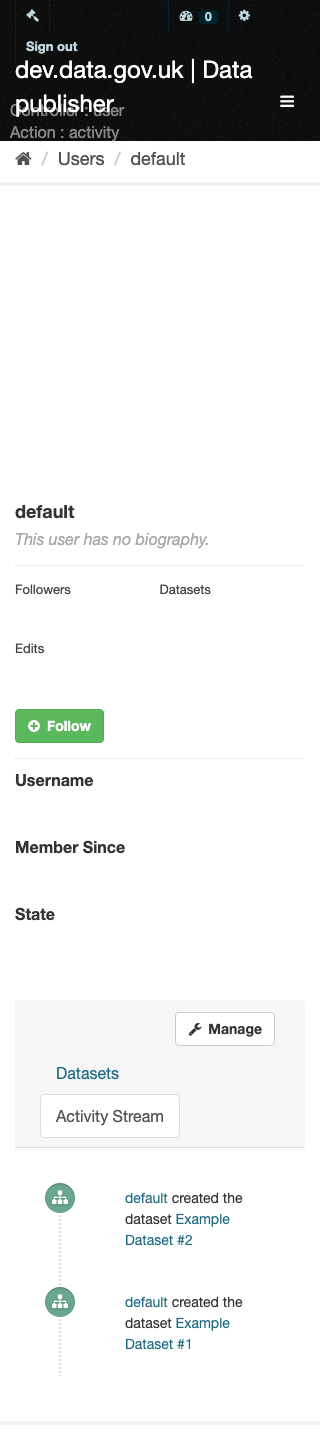 0
Sign out
dev.data.gov.uk | Data
publisher
Controller : user
Action : activity
/ Users / default
default
This user has no biography.
Followers Datasets
Edits
Follow
Username
Member Since
State
Manage
Datasets
Activity Stream
default created the
dataset Example
Dataset #2
default created the
dataset Example
Dataset #1